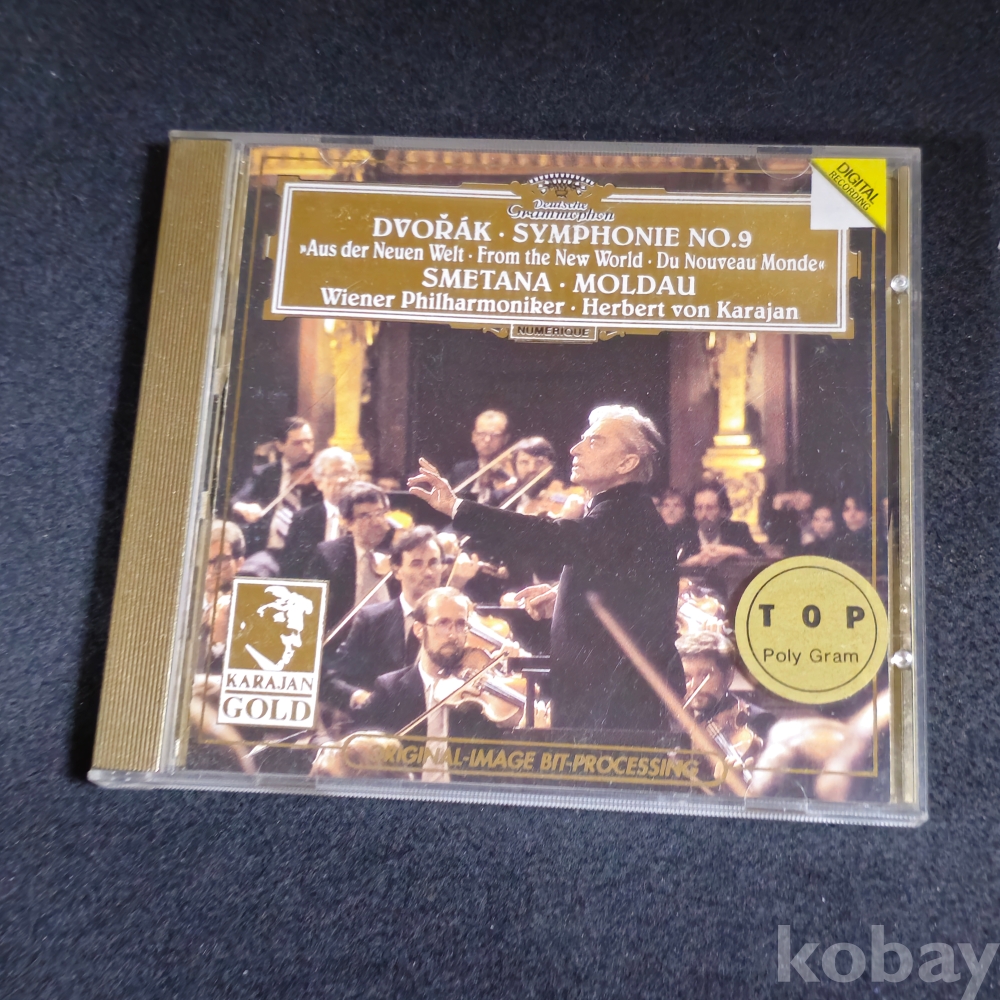 DIGITAL
RECORDING
Deutsche
Grammophon
DVOŘÁK · SYMPHONIE NO.9
»Aus der Neuen Welt · From the New World · Du Nouveau Monde«
SMETANA · MOLDAU
Wiener Philharmoniker · Herbert von Karajan
NUMERIQUE
TOP
Poly Gram
KARAJAN
GOLD
ORIGINAL-IMAGE BIT-PROCESSING
kobay